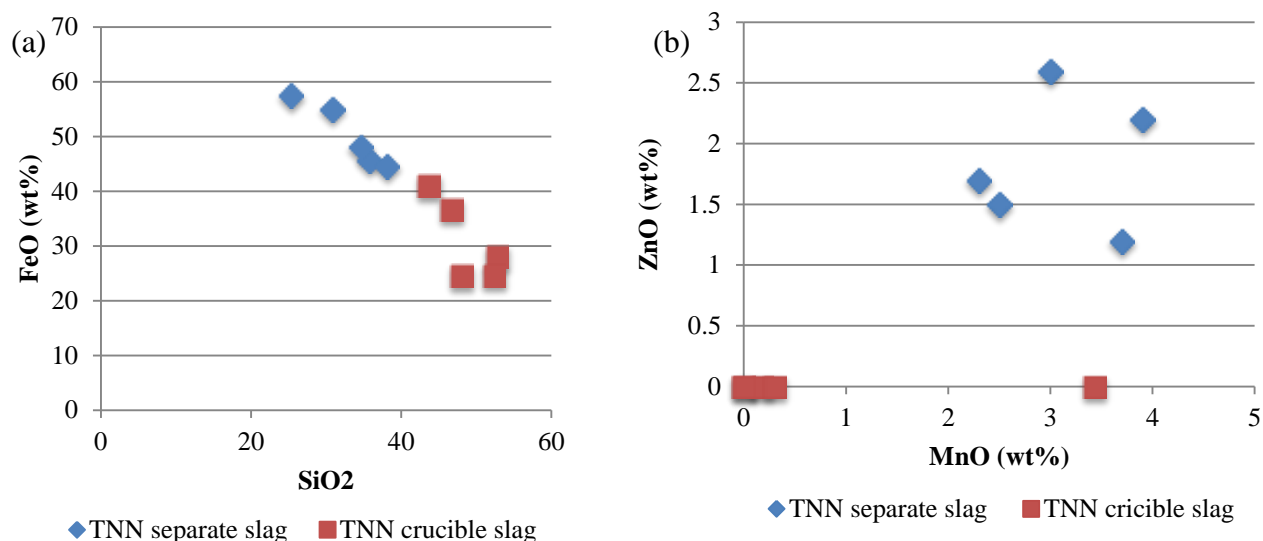 (a)
70
60
50
40
30
20
10
0
FeO (wt%)
0 20 40 60
SiO2
TNN separate slag TNN crucible slag
(b)
3
2.5
2
1.5
1
0.5
0
ZnO (wt%)
0 1 2 3 4 5
MnO (wt%)
TNN separate slag TNN cricible slag